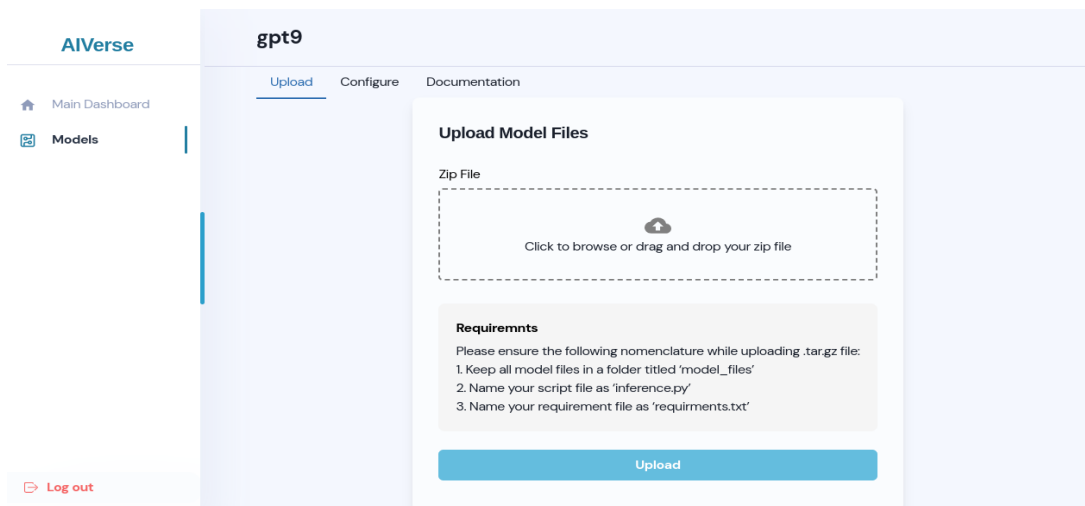 AIVerse
gpt9
Main Dashboard
Models
Log out
Upload Configure Documentation
Upload Model Files
Zip File
Click to browse or drag and drop your zip file
Requiremnts
Please ensure the following nomenclature while uploading .tar.gz file:
1. Keep all model files in a folder titled ‘model_files’
2. Name your script file as ‘inference.py’
3. Name your requirement file as ‘requirments.txt’
Upload